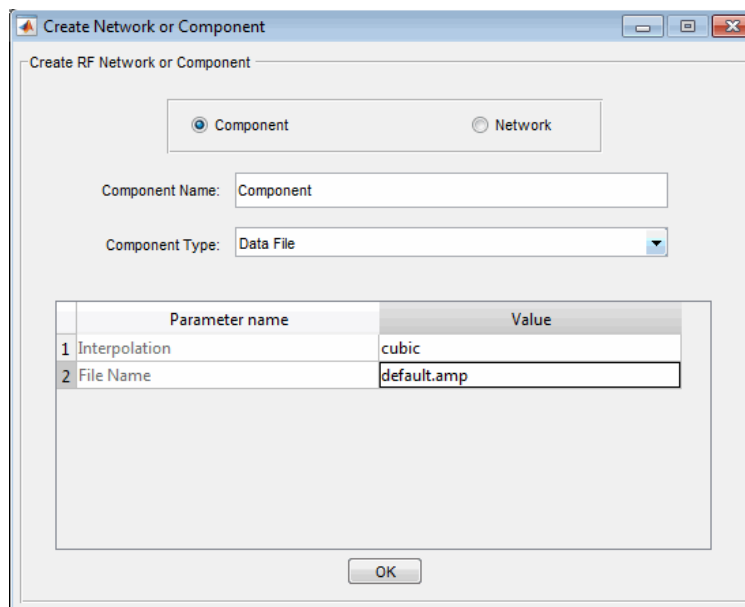 Create Network or Component
Create RF Network or Component
Component Network
Component Name: Component
Component Type: Data File
Parameter name Value
1 Interpolation cubic
2 File Name default.amp
OK